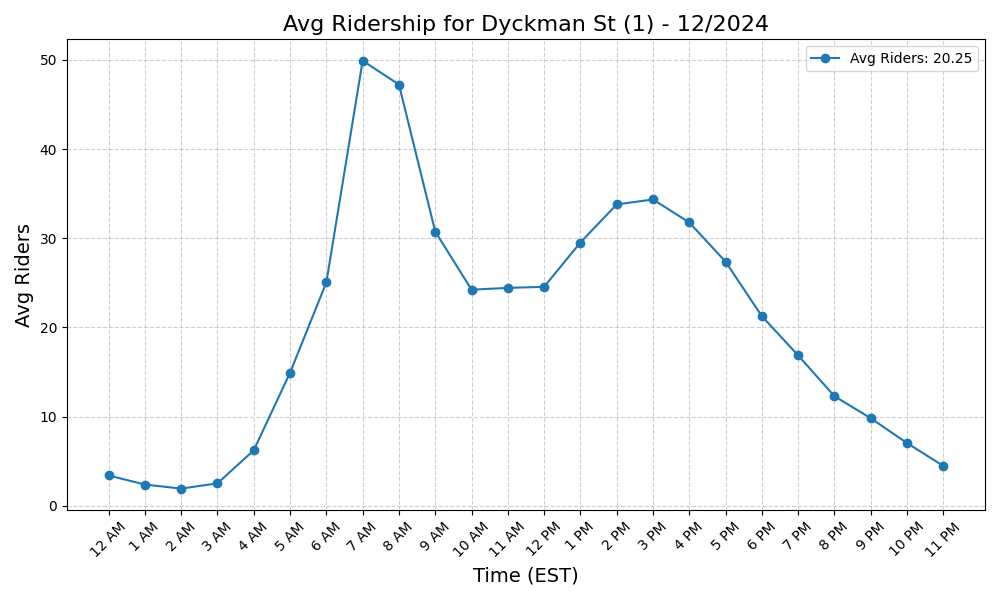 Avg Ridership for Dyckman St (1) - 12/2024
Avg Riders: 20.25
Avg Riders
50
40
30
20
10
0
12 AM
1 AM
2 AM
3 AM
4 AM
5 AM
6 AM
7 AM
8 AM
9 AM
10 AM
11 AM
12 PM
1 PM
2 PM
3 PM
4 PM
5 PM
6 PM
7 PM
8 PM
9 PM
10 PM
11 PM
Time (EST)